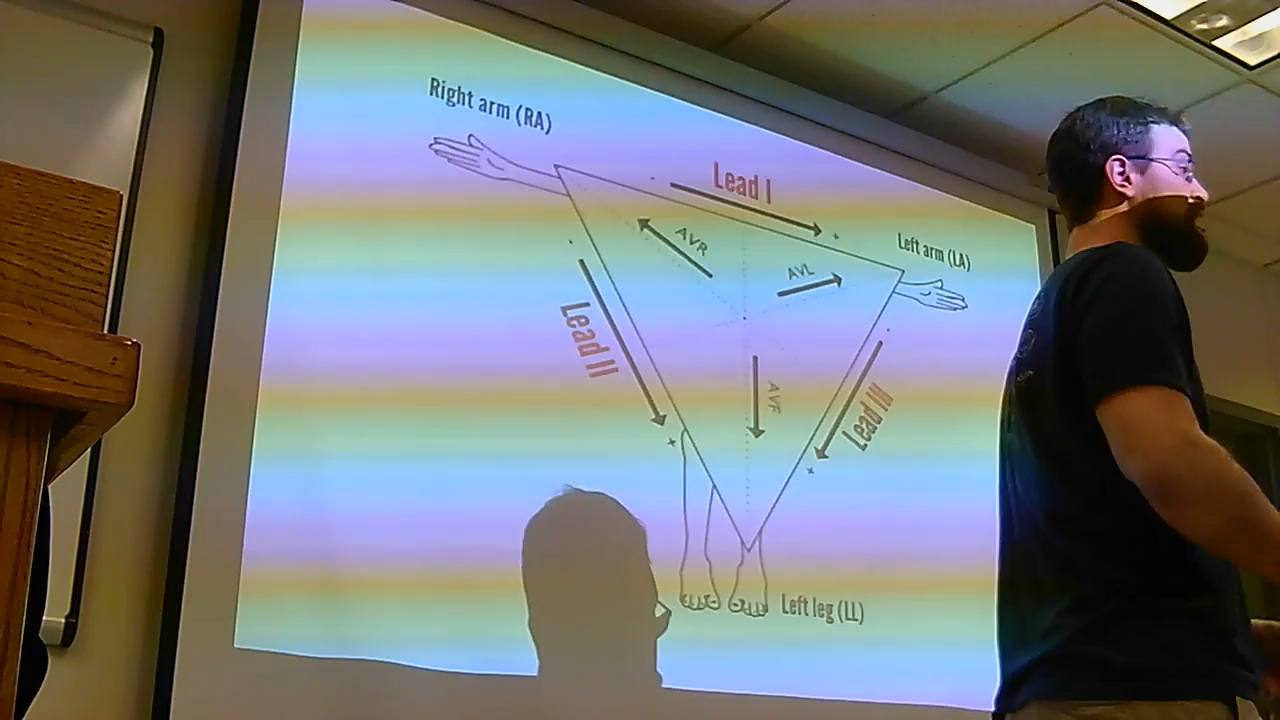 Right arm (RA)
Lead I
+
Left arm (LA)
AVR
AVL
Lead II
AVF
Lead III
+
+
Left leg (LL)